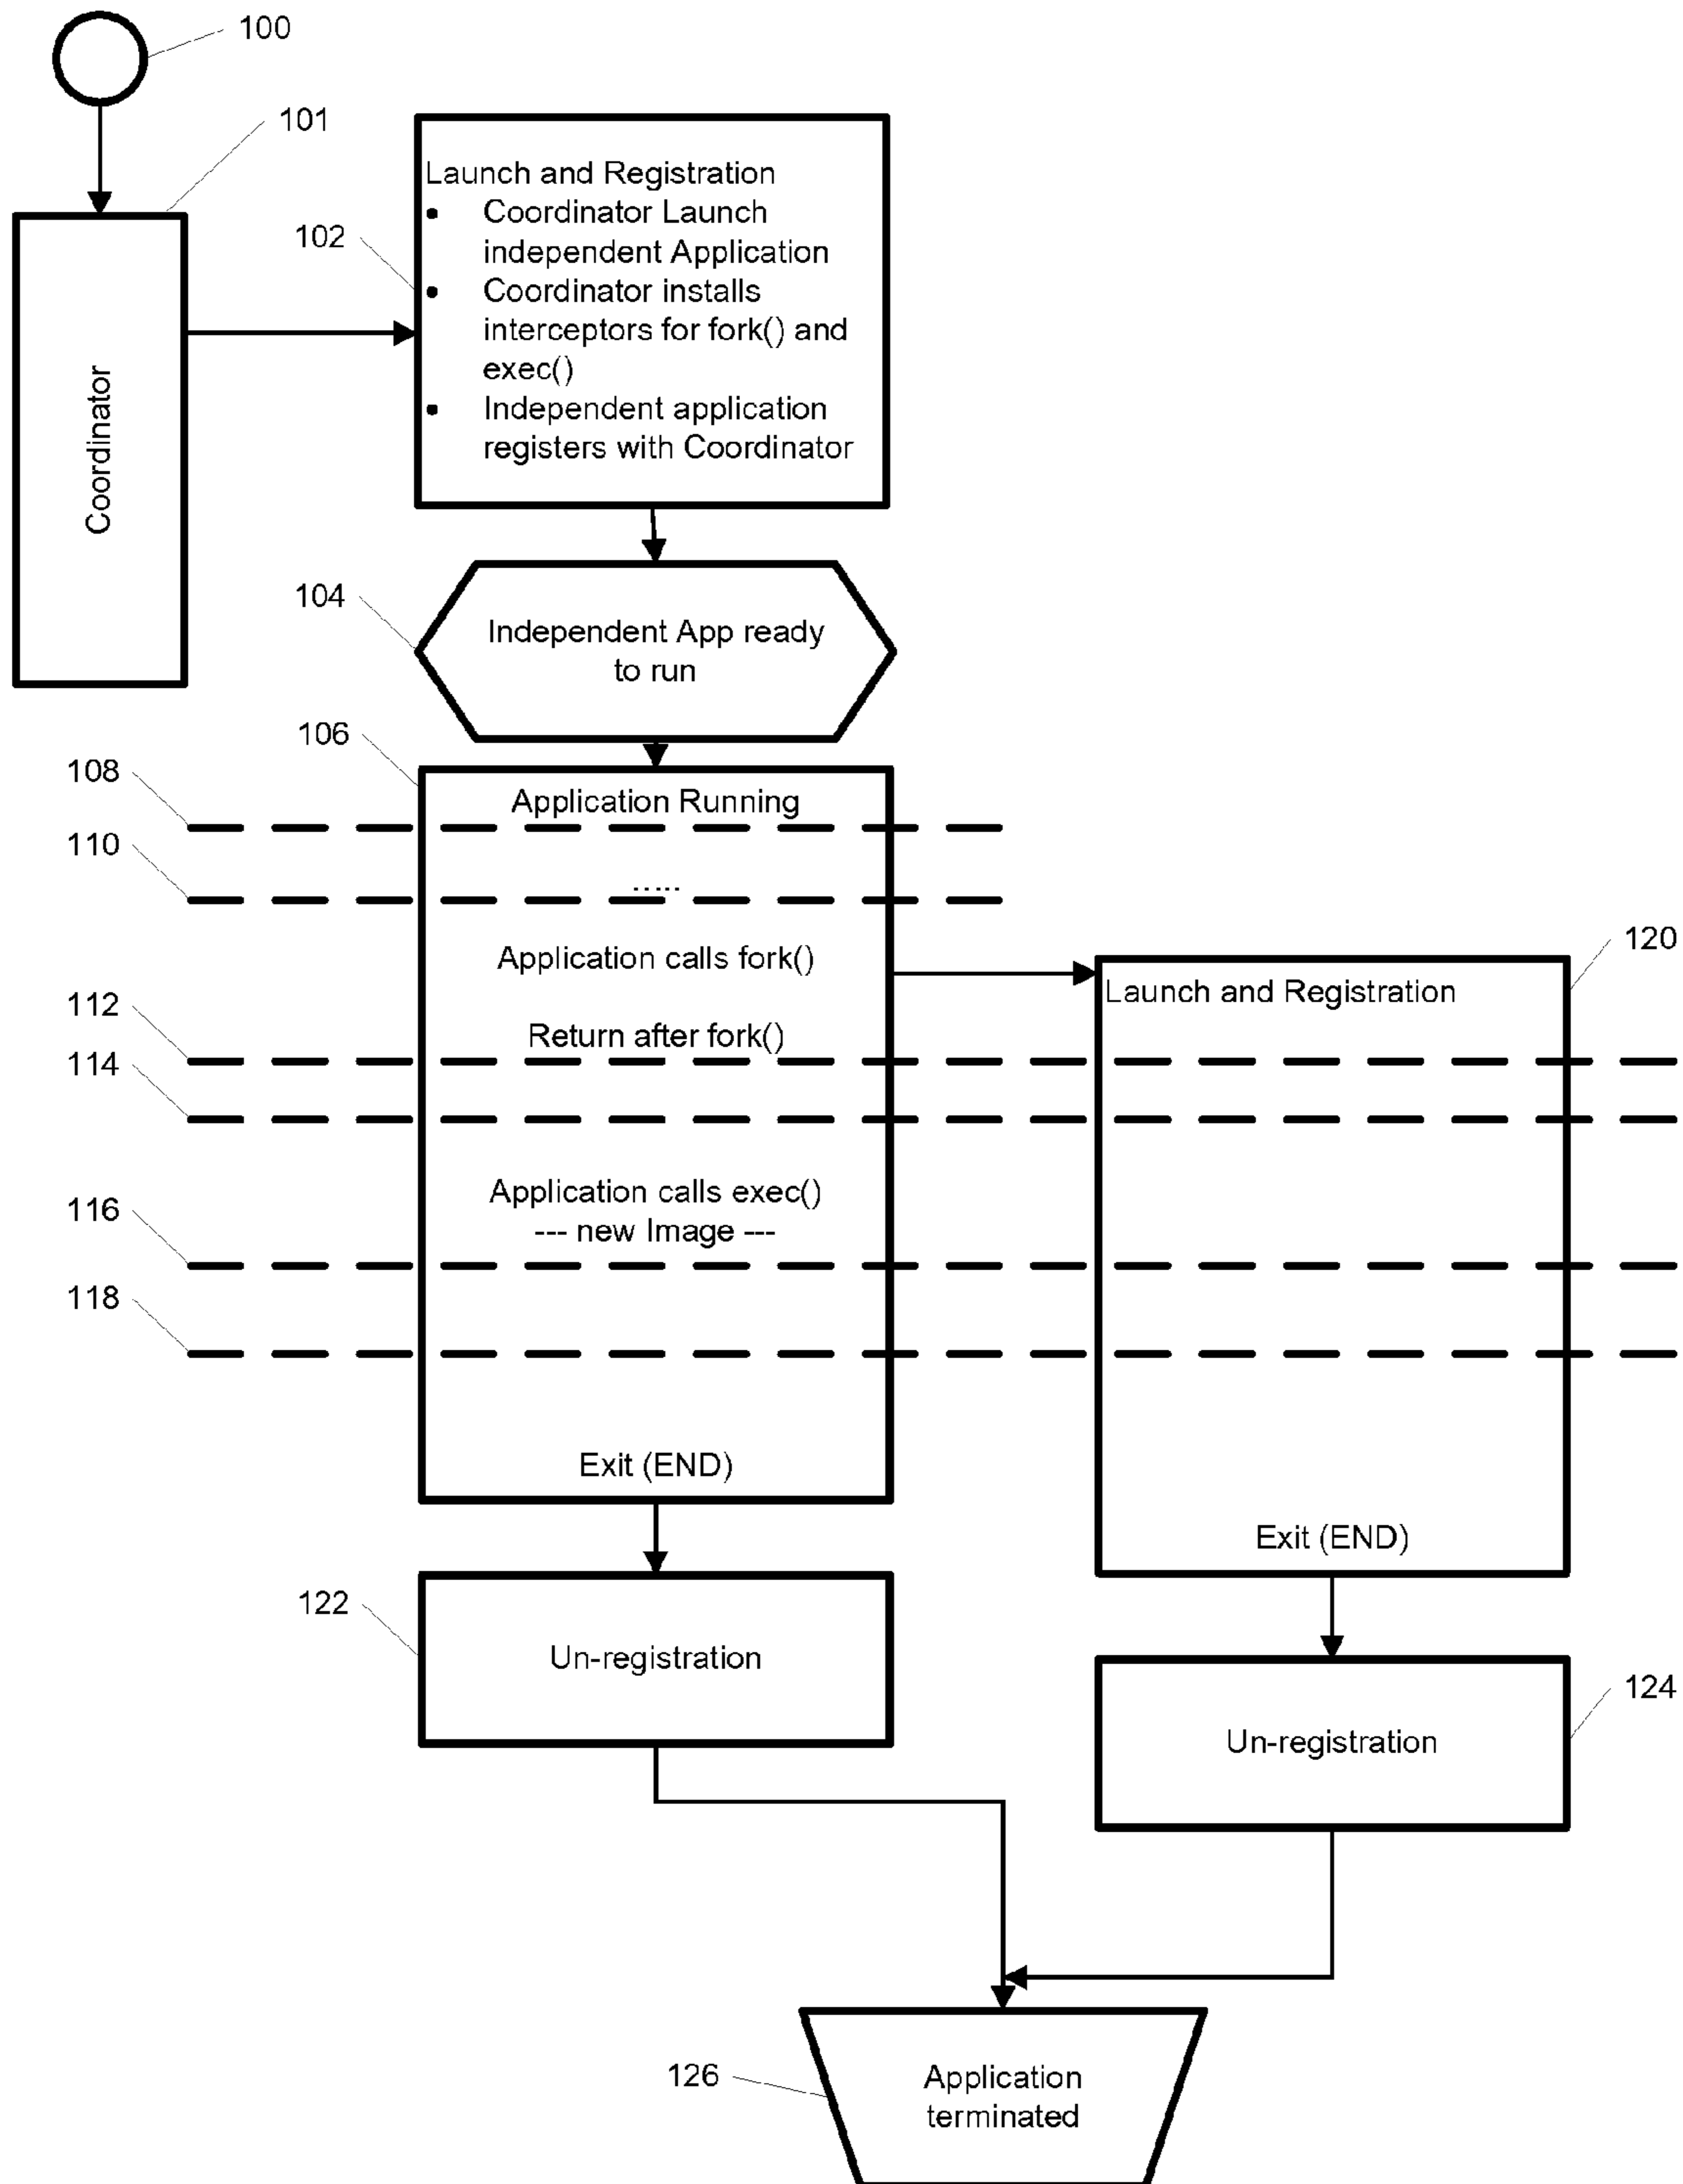 100
101
Coordinator
102
Launch and Registration
• Coordinator Launch
independent Application
• Coordinator installs
interceptors for fork() and
exec()
• Independent application
registers with Coordinator
104
Independent App ready
to run
106
108
Application Running
110
.....
Application calls fork()
120
Launch and Registration
112
Return after fork()
114
Application calls exec()
116
--- new Image ---
118
Exit (END)
Exit (END)
122
Un-registration
124
Un-registration
126
Application
terminated